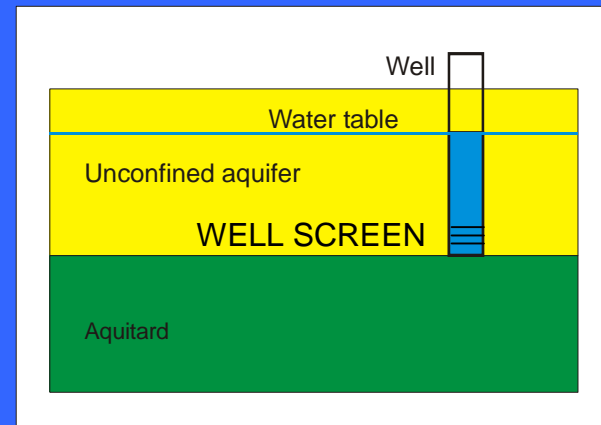 Well
Water table
Unconfined aquifer
WELL SCREEN
Aquitard